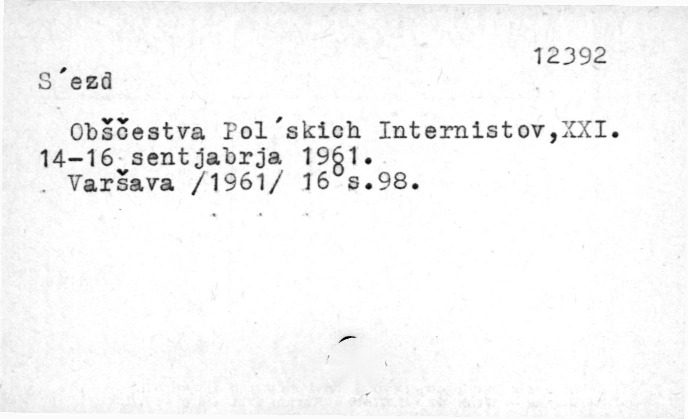 12392
S´ezd
Obščestva Pol´skich Internistov,XXI.
14-16 sentjabrja 1961.
Varšava /1961/ 16° s.98.